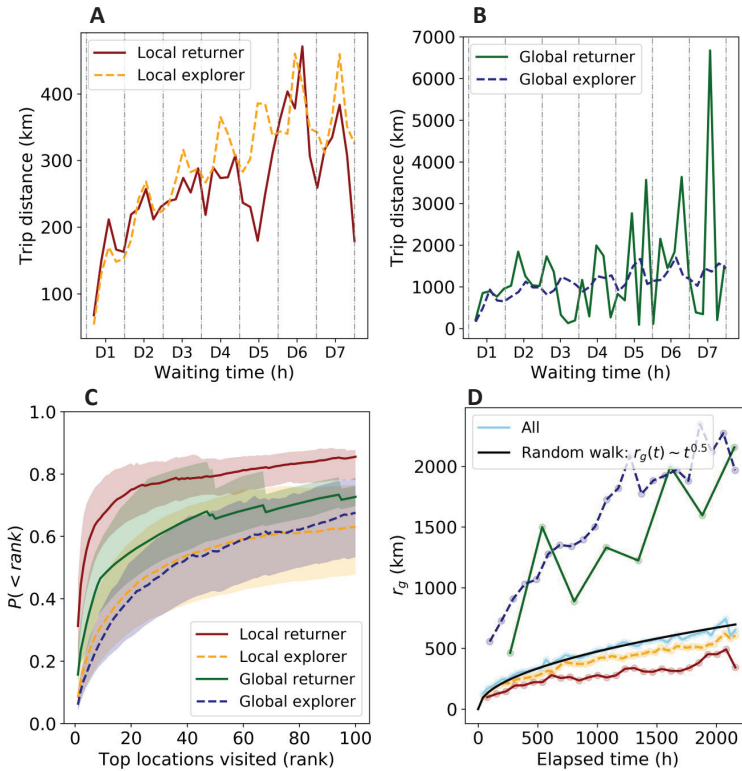 A
Local returner
Local explorer
Trip distance (km)
400
300
200
100
D1 D2 D3 D4 D5 D6 D7
Waiting time (h)
B
Global returner
Global explorer
Trip distance (km)
7000
6000
5000
4000
3000
2000
1000
0
D1 D2 D3 D4 D5 D6 D7
Waiting time (h)
C
P(< rank)
1.0
0.8
0.6
0.4
0.2
0.0
Local returner
Local explorer
Global returner
Global explorer
0 20 40 60 80 100
Top locations visited (rank)
D
All
Random walk: r_g(t) ~ t^0.5
r_g (km)
2000
1500
1000
500
0
0 500 1000 1500 2000
Elapsed time (h)